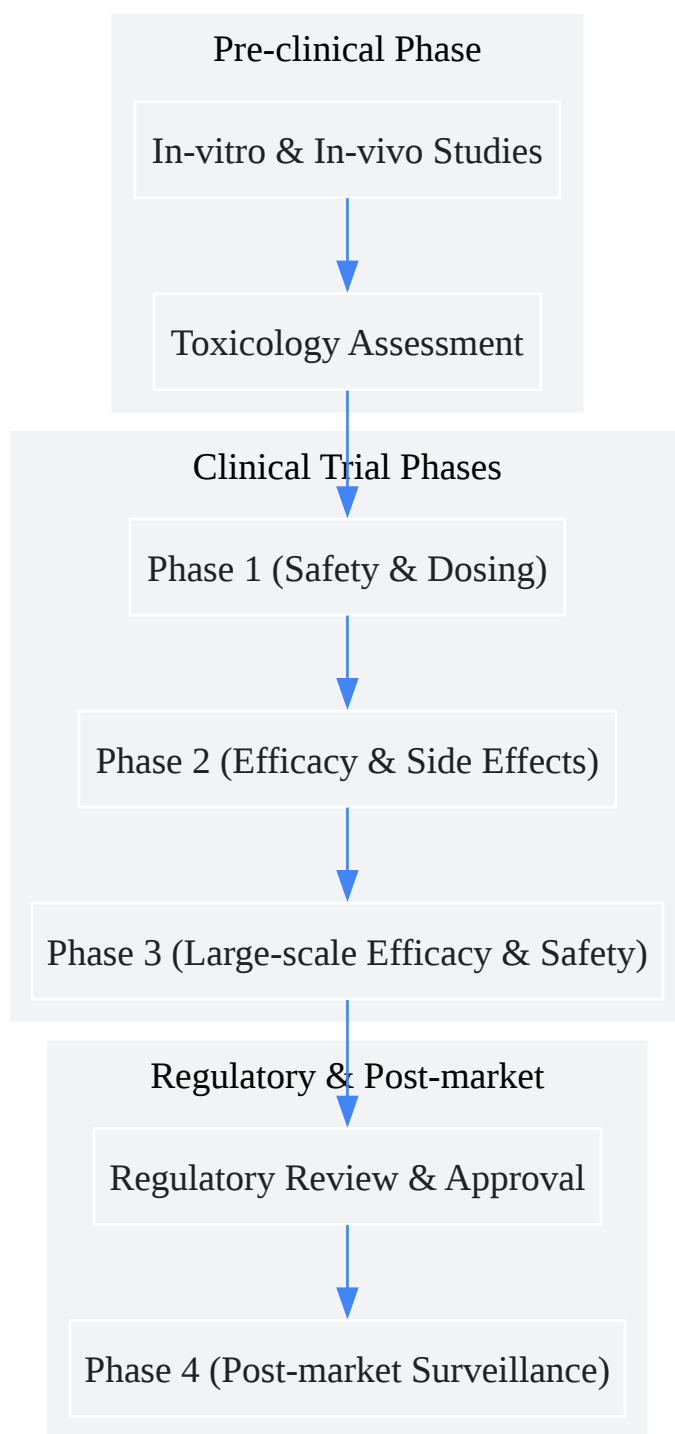 Pre-clinical Phase
In-vitro & In-vivo Studies
Toxicology Assessment
Clinical Trial Phases
Phase 1 (Safety & Dosing)
Phase 2 (Efficacy & Side Effects)
Phase 3 (Large-scale Efficacy & Safety)
Regulatory & Post-market
Regulatory Review & Approval
Phase 4 (Post-market Surveillance)